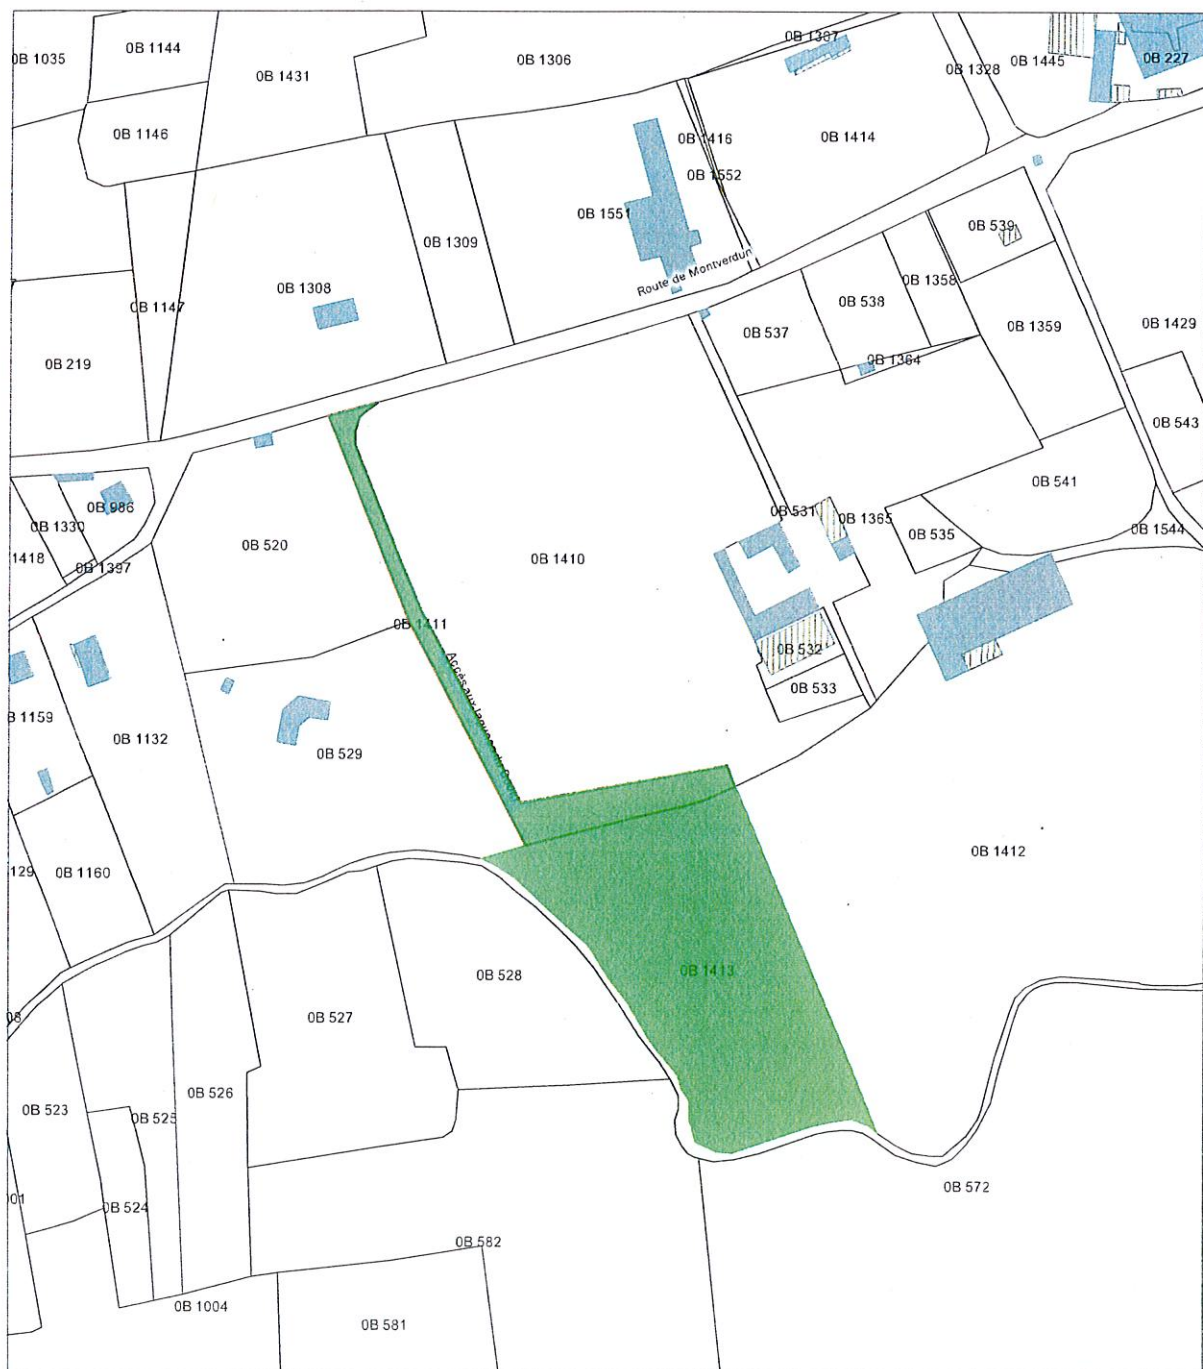 0B 1387
0B 1144
0B 1035
0B 1431
0B 1306
0B 1445
0B 227
0B 1328
0B 1146
0B 1416
0B 1414
0B 1552
0B 1551
0B 539
0B 1309
Route de Montverdun
0B 1308
0B 1147
0B 1358
0B 538
0B 537
0B 1359
0B 1429
0B 219
0B 1364
0B 543
0B 541
0B 986
0B 1330
0B 531
0B 1365
0B 535
0B 1544
0B 520
1418
0B 1397
0B 1410
0B 1411
0B 532
0B 533
Accès aux
B 1159
0B 1132
0B 529
129
0B 1160
0B 1412
0B 528
0B 1413
08
0B 527
0B 526
0B 523
0B 525
0B 524
01
0B 572
0B 582
0B 1004
0B 581